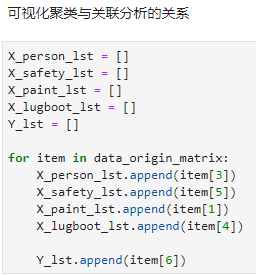 可视化聚类与关联分析的关系
X_person_lst = []
X_safety_lst = []
X_paint_lst = []
X_lugboot_lst = []
Y_lst = []
for item in data_origin_matrix:
    X_person_lst.append(item[3])
    X_safety_lst.append(item[5])
    X_paint_lst.append(item[1])
    X_lugboot_lst.append(item[4])
    Y_lst.append(item[6])